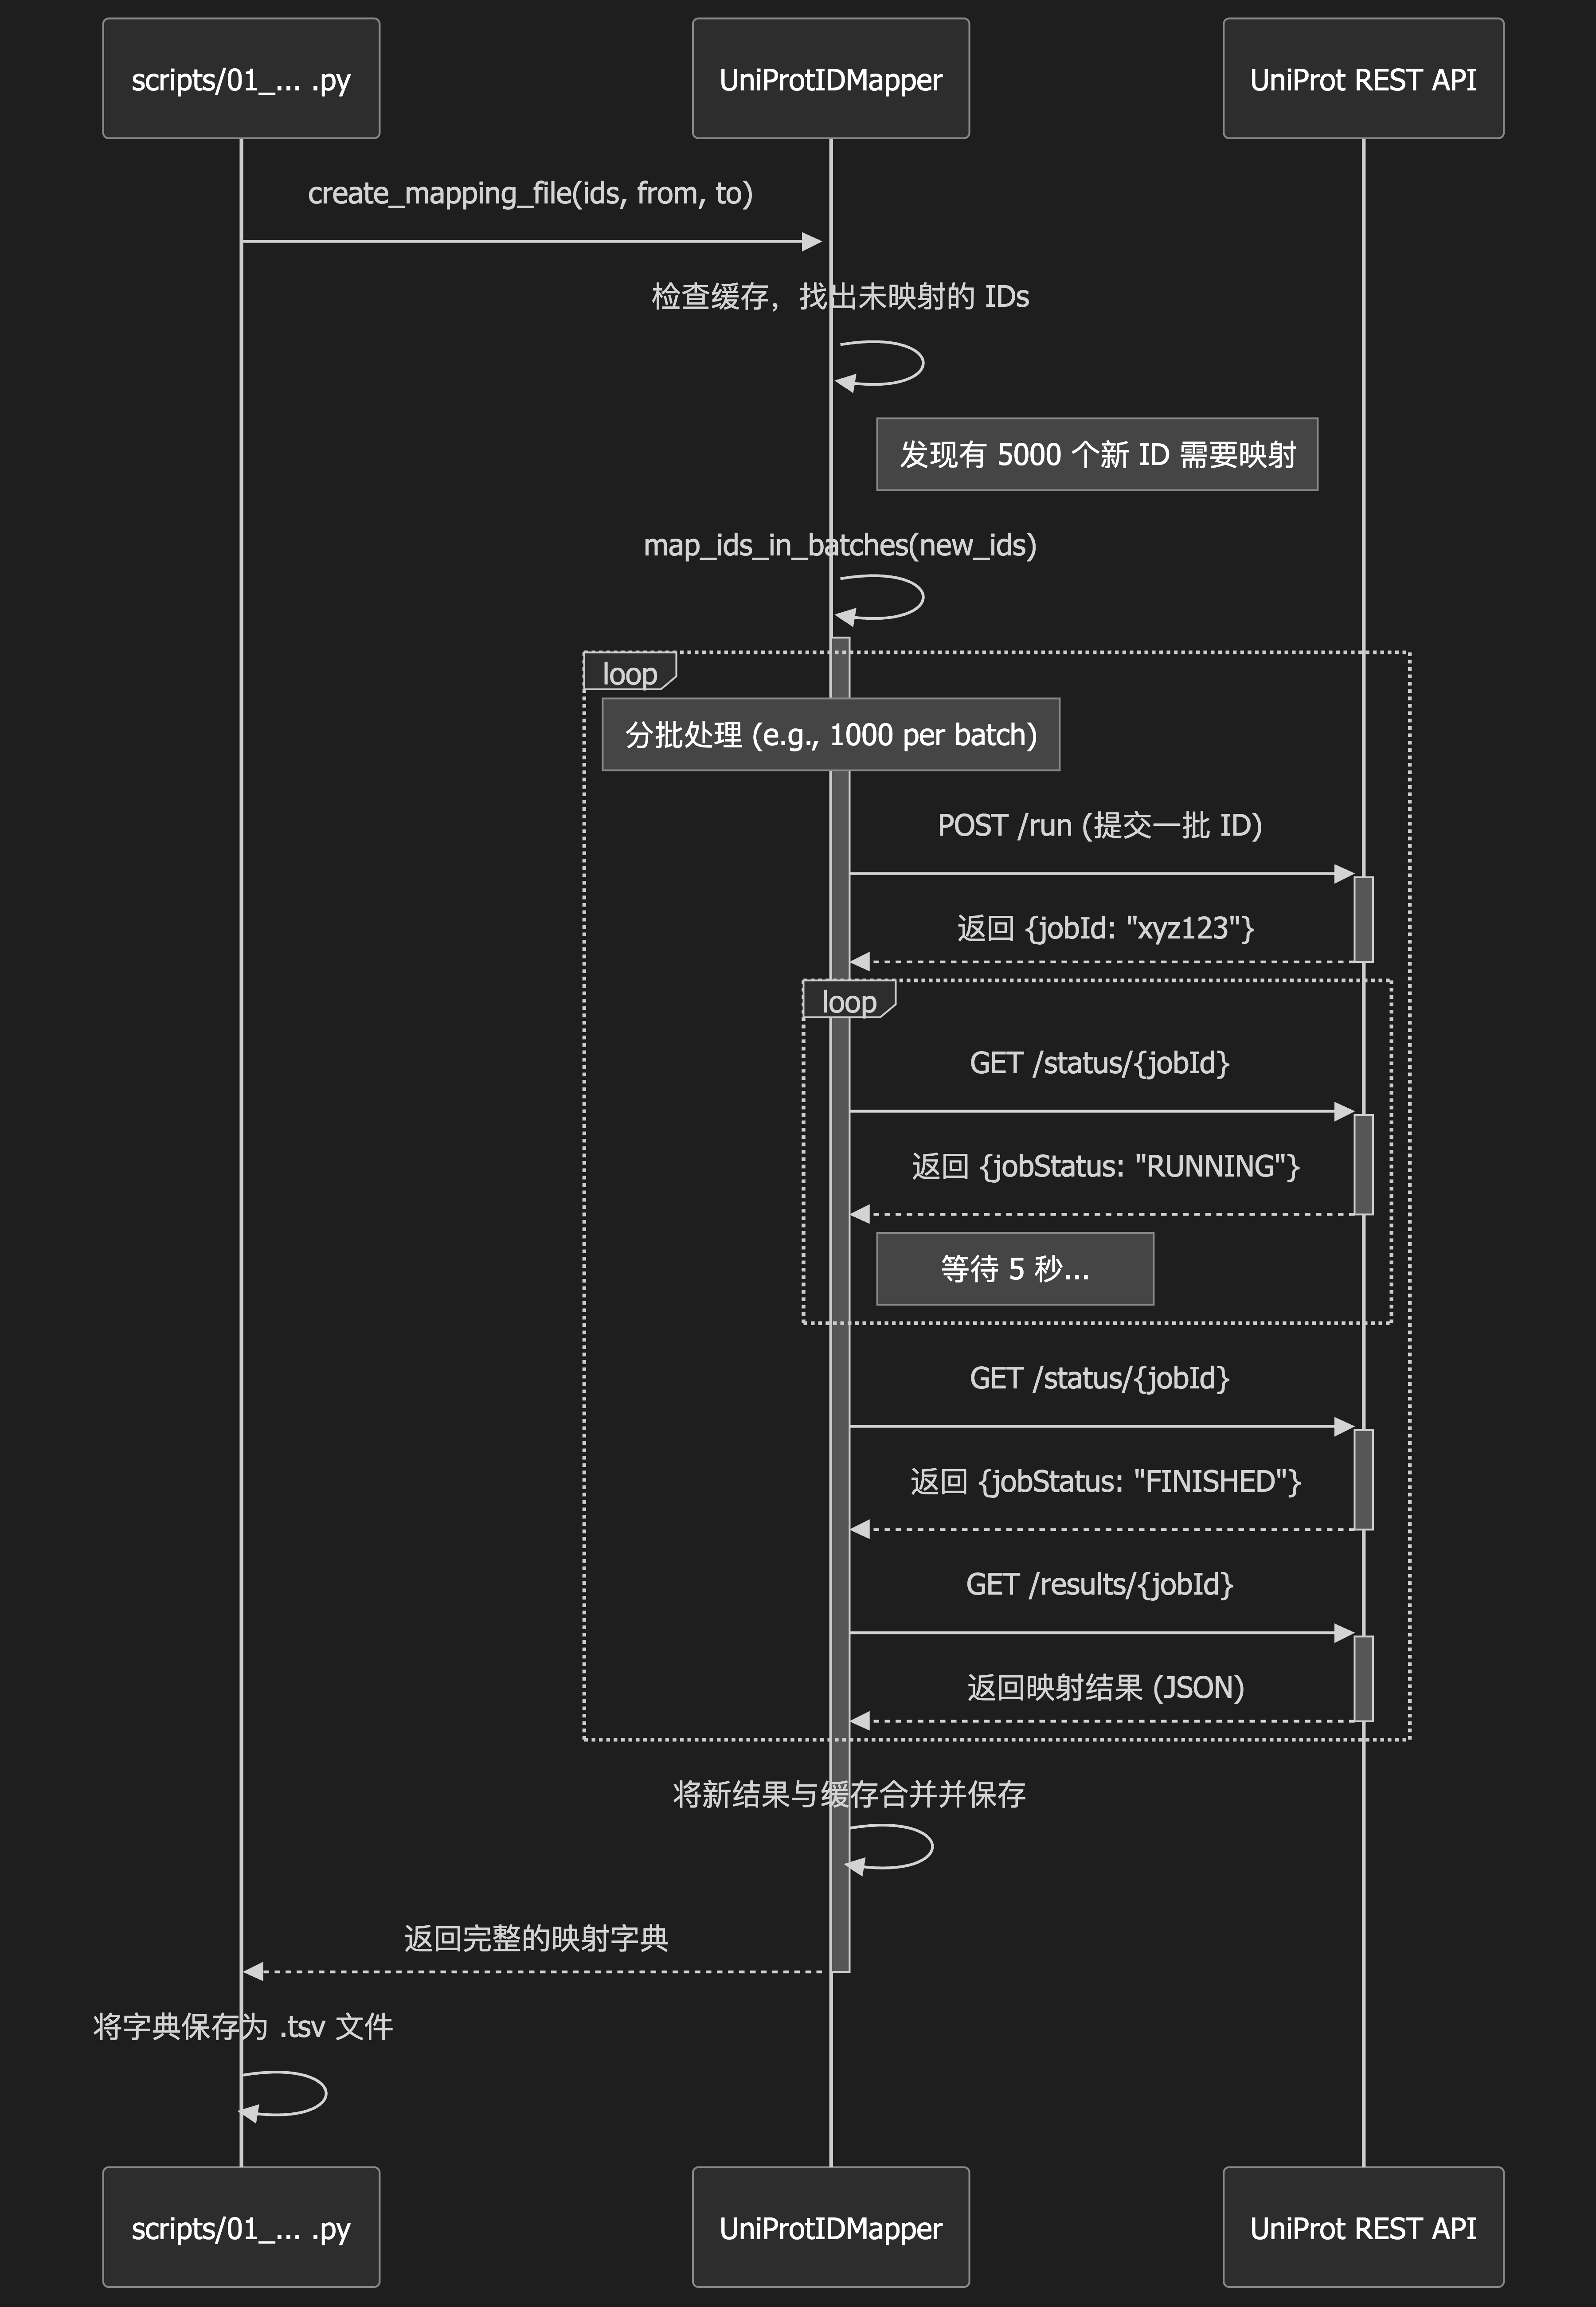 scripts/01_... .py
UniProtIDMapper
UniProt REST API
create_mapping_file(ids, from, to)
检查缓存，找出未映射的 IDs
发现有 5000 个新 ID 需要映射
map_ids_in_batches(new_ids)
loop
分批处理 (e.g., 1000 per batch)
POST /run (提交一批 ID)
返回 {jobId: "xyz123"}
loop
GET /status/{jobId}
返回 {jobStatus: "RUNNING"}
等待 5 秒...
GET /status/{jobId}
返回 {jobStatus: "FINISHED"}
GET /results/{jobId}
返回映射结果 (JSON)
将新结果与缓存合并并保存
返回完整的映射字典
将字典保存为 .tsv 文件
scripts/01_... .py
UniProtIDMapper
UniProt REST API